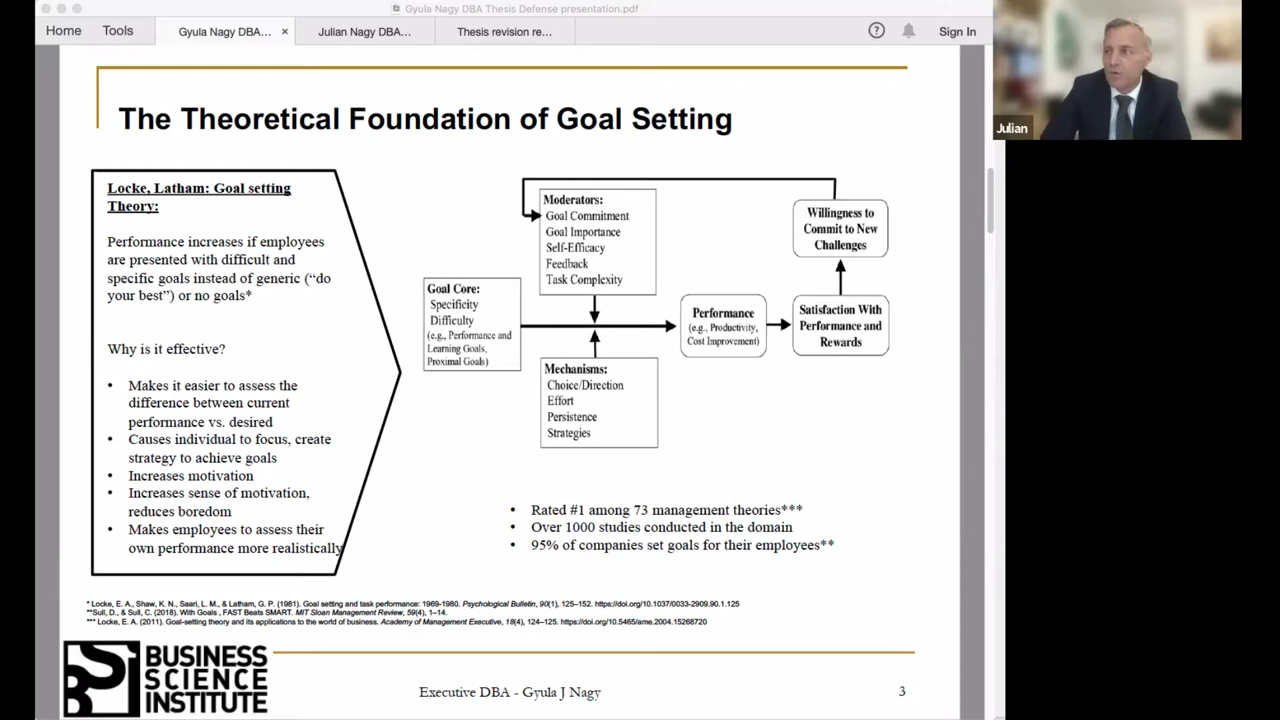 Gyula Nagy DBA Thesis Defense presentation.pdf
Home
Tools
Gyula Nagy DBA...
×
Julian Nagy DBA...
Thesis revision re...
?
Sign In
Julian
The Theoretical Foundation of Goal Setting
Locke, Latham: Goal setting
Theory:
Performance increases if employees
are presented with difficult and
specific goals instead of generic (“do
your best”) or no goals*
Why is it effective?
• Makes it easier to assess the
difference between current
performance vs. desired
• Causes individual to focus, create
strategy to achieve goals
• Increases motivation
• Increases sense of motivation,
reduces boredom
• Makes employees to assess their
own performance more realistically
Goal Core:
Specificity
Difficulty
(e.g., Performance and
Learning Goals,
Proximal Goals)
Moderators:
Goal Commitment
Goal Importance
Self-Efficacy
Feedback
Task Complexity
Mechanisms:
Choice/Direction
Effort
Persistence
Strategies
Performance
(e.g., Productivity,
Cost Improvement)
Satisfaction With
Performance and
Rewards
Willingness to
Commit to New
Challenges
• Rated #1 among 73 management theories***
• Over 1000 studies conducted in the domain
• 95% of companies set goals for their employees**
* Locke, E. A., Shaw, K. N., Saari, L. M., & Latham, G. P. (1981). Goal setting and task performance: 1969-1980. Psychological Bulletin, 90(1), 125–152. https://doi.org/10.1037/0033-2909.90.1.125
**Sull, D., & Sull, C. (2018). With Goals , FAST Beats SMART. MIT Sloan Management Review, 59(4), 1–14.
*** Locke, E. A. (2011). Goal-setting theory and its applications to the world of business. Academy of Management Executive, 18(4), 124–125. https://doi.org/10.5465/ame.2004.15268720
BSI
BUSINESS
SCIENCE
INSTITUTE
Executive DBA - Gyula J Nagy
3